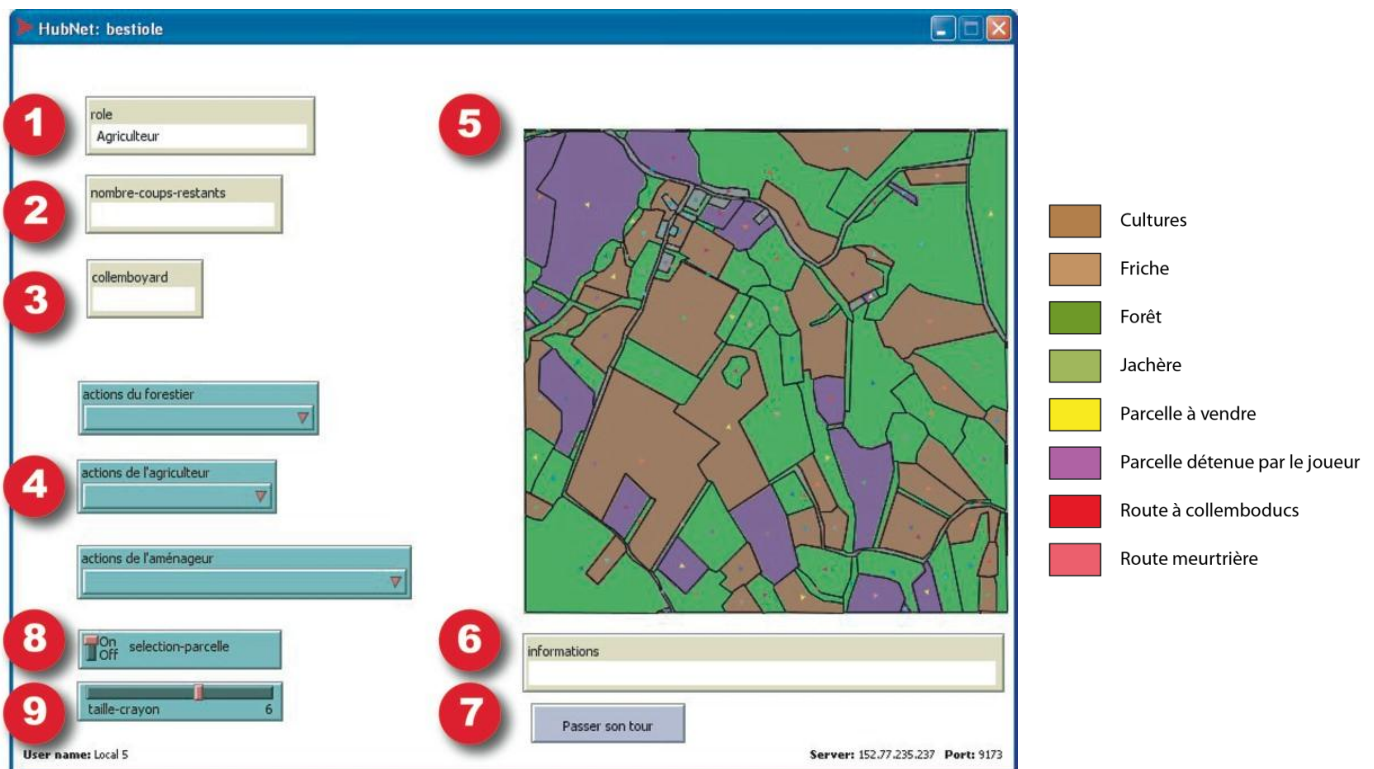 HubNet: bestiole
1
role
Agriculteur
2
nombre-coups-restants
3
collemboyard
actions du forestier
4
actions de l'agriculteur
actions de l'aménageur
8
On
Off
selection-parcelle
9
taille-crayon 6
User name: Local 5
5
6
informations
7
Passer son tour
Server: 152.77.235.237 Port: 9173
Cultures
Friche
Forêt
Jachère
Parcelle à vendre
Parcelle détenue par le joueur
Route à collemboducs
Route meurtrière